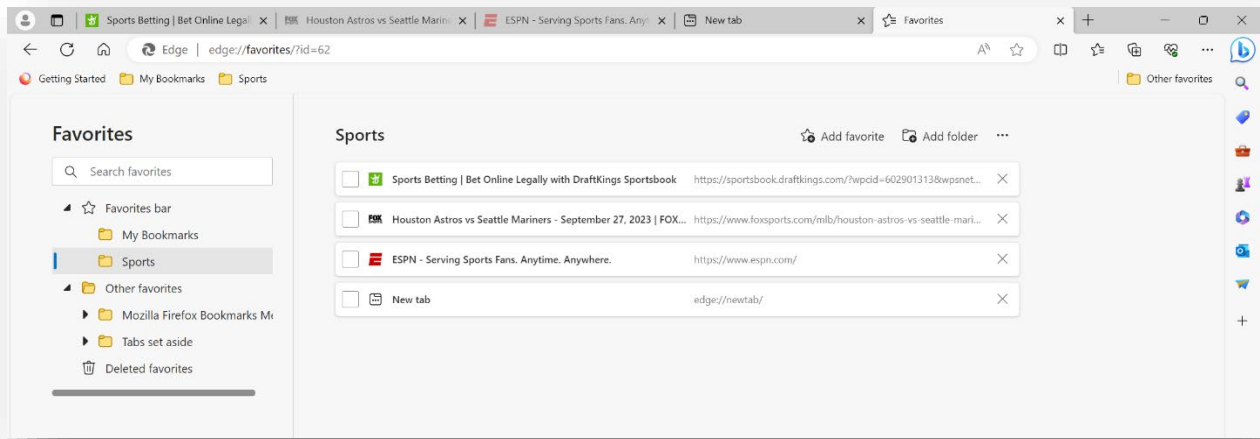 Sports Betting | Bet Online Legal
Houston Astros vs Seattle Marin
ESPN - Serving Sports Fans. Any
New tab
Favorites
Edge | edge://favorites/?id=62
Getting Started My Bookmarks Sports Other favorites
Favorites
Search favorites
Favorites bar
My Bookmarks
Sports
Other favorites
Mozilla Firefox Bookmarks Me
Tabs set aside
Deleted favorites
Sports
Add favorite Add folder
Sports Betting | Bet Online Legally with DraftKings Sportsbook https://sportsbook.draftkings.com/?wpcid=602901313&wpsnet...
FOX Houston Astros vs Seattle Mariners - September 27, 2023 | FOX... https://www.foxsports.com/mlb/houston-astros-vs-seattle-mari...
ESPN - Serving Sports Fans. Anytime. Anywhere. https://www.espn.com/
New tab edge://newtab/